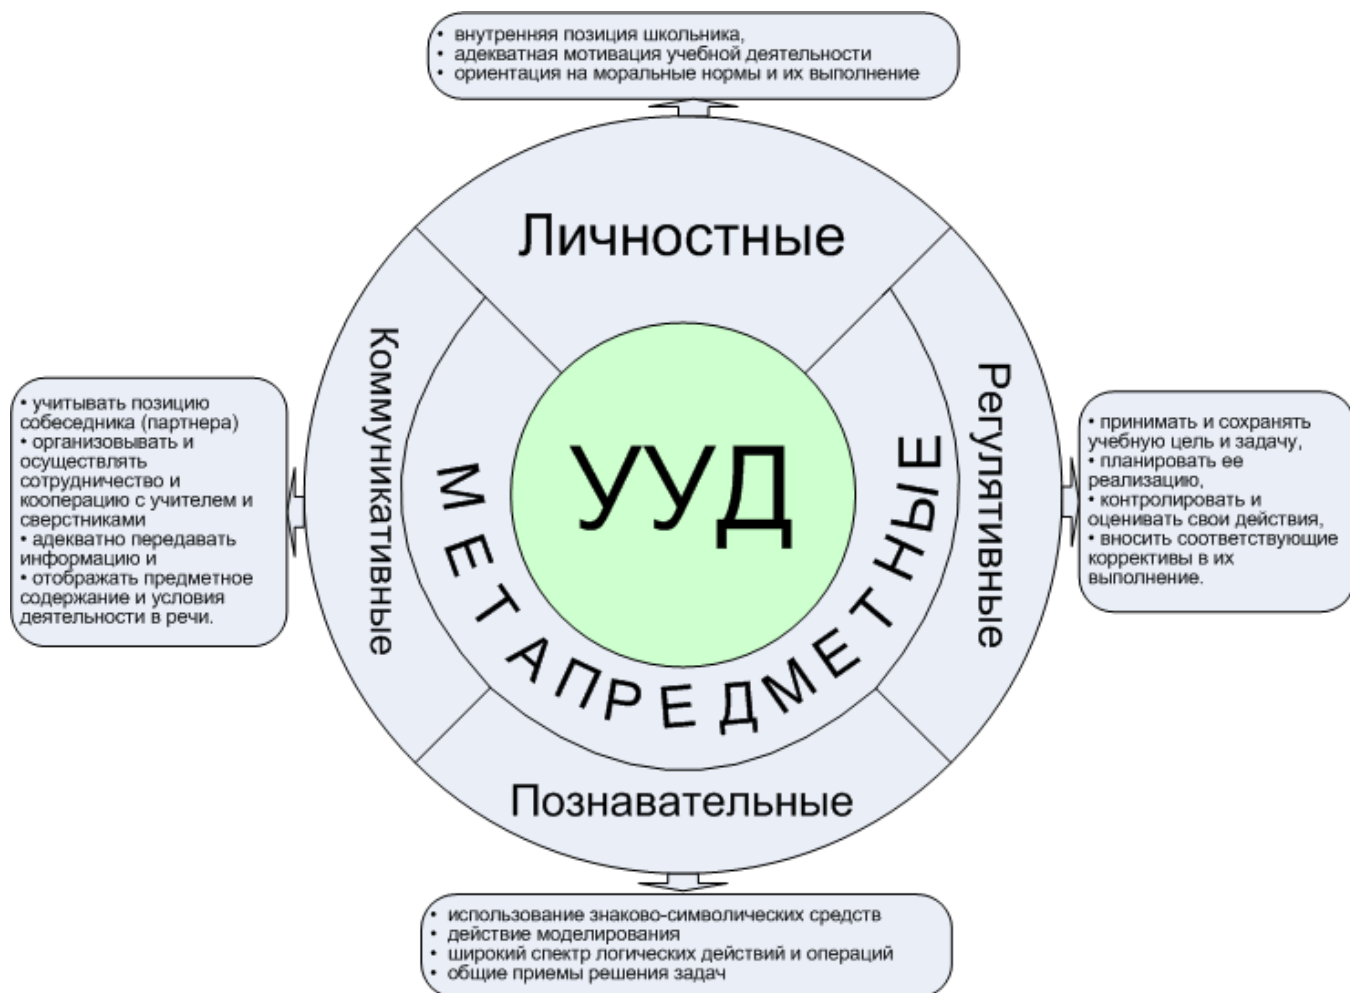 • внутренняя позиция школьника,
• адекватная мотивация учебной деятельности
• ориентация на моральные нормы и их выполнение
Личностные
Коммуникативные
• учитывать позицию
собеседника (партнера)
• организовывать и
осуществлять
сотрудничество и
кооперацию с учителем и
сверстниками
• адекватно передавать
информацию и
• отображать предметное
содержание и условия
деятельности в речи.
УУД
МЕТАПРЕДМЕТНЫЕ
Регулятивные
• принимать и сохранять
учебную цель и задачу,
• планировать ее
реализацию,
• контролировать и
оценивать свои действия,
• вносить соответствующие
коррективы в их
выполнение.
Познавательные
• использование знаково-символических средств
• действие моделирования
• широкий спектр логических действий и операций
• общие приемы решения задач